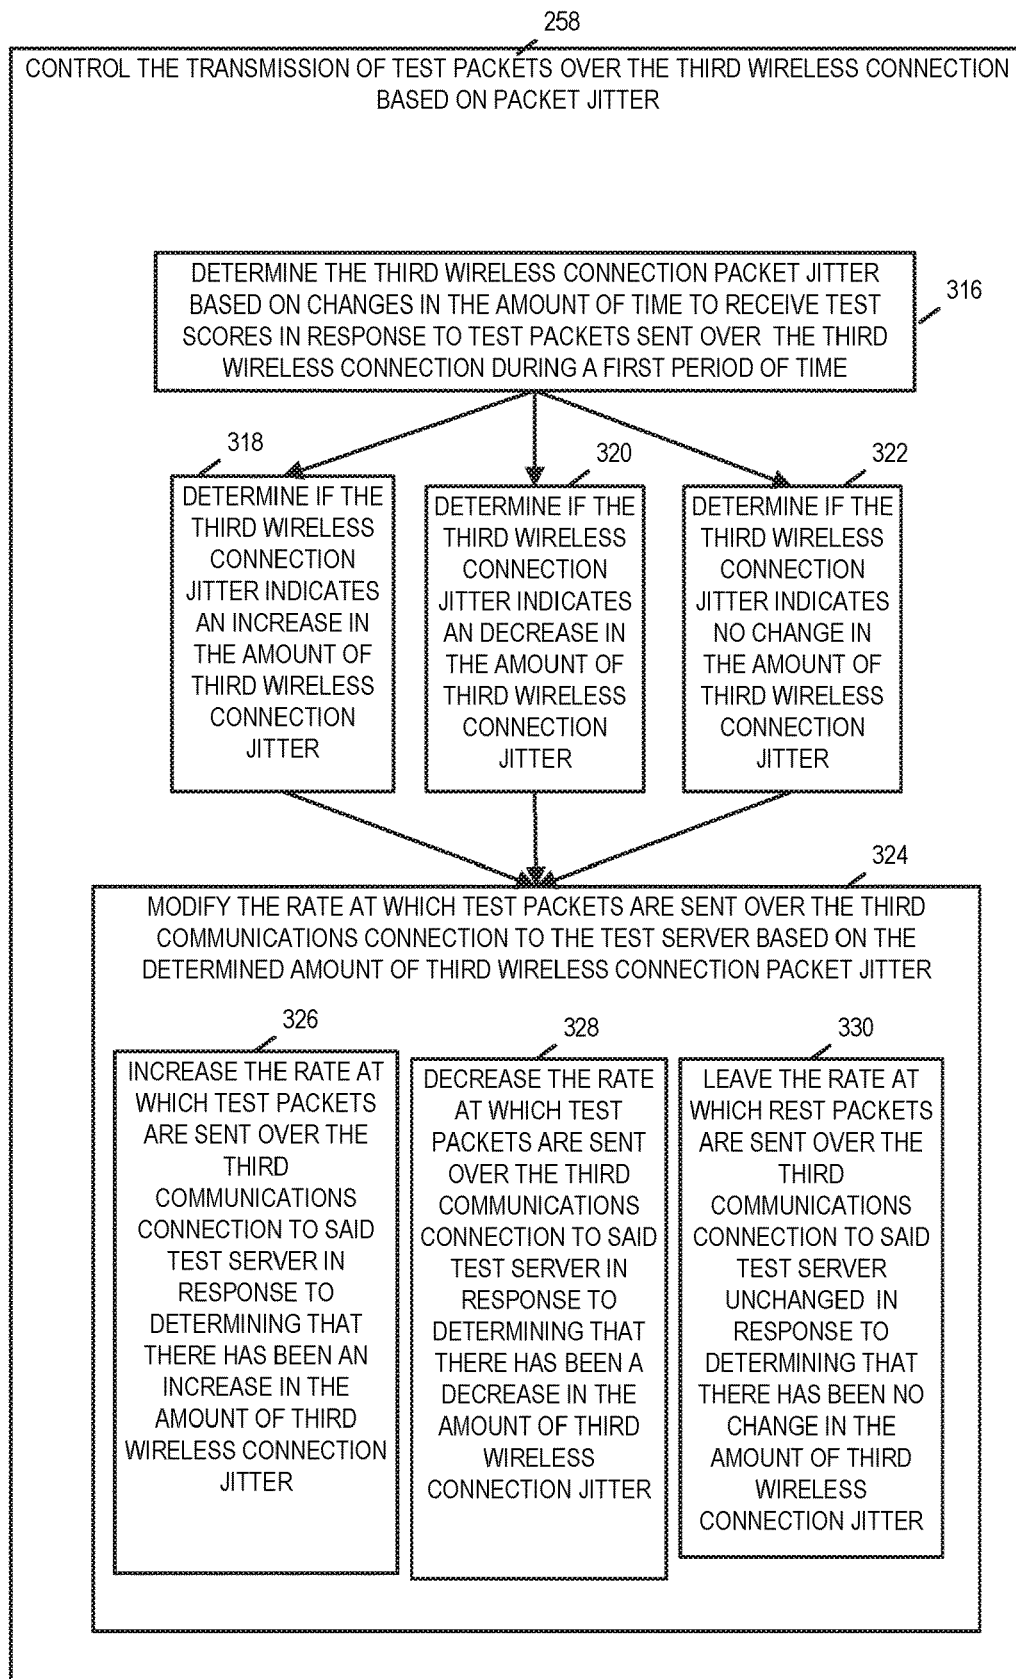 258
CONTROL THE TRANSMISSION OF TEST PACKETS OVER THE THIRD WIRELESS CONNECTION
BASED ON PACKET JITTER
DETERMINE THE THIRD WIRELESS CONNECTION PACKET JITTER
BASED ON CHANGES IN THE AMOUNT OF TIME TO RECEIVE TEST
SCORES IN RESPONSE TO TEST PACKETS SENT OVER THE THIRD
WIRELESS CONNECTION DURING A FIRST PERIOD OF TIME
316
318
DETERMINE IF THE
THIRD WIRELESS
CONNECTION
JITTER INDICATES
AN INCREASE IN
THE AMOUNT OF
THIRD WIRELESS
CONNECTION
JITTER
320
DETERMINE IF THE
THIRD WIRELESS
CONNECTION
JITTER INDICATES
AN DECREASE IN
THE AMOUNT OF
THIRD WIRELESS
CONNECTION
JITTER
322
DETERMINE IF THE
THIRD WIRELESS
CONNECTION
JITTER INDICATES
NO CHANGE IN
THE AMOUNT OF
THIRD WIRELESS
CONNECTION
JITTER
324
MODIFY THE RATE AT WHICH TEST PACKETS ARE SENT OVER THE THIRD
COMMUNICATIONS CONNECTION TO THE TEST SERVER BASED ON THE
DETERMINED AMOUNT OF THIRD WIRELESS CONNECTION PACKET JITTER
326
INCREASE THE RATE AT
WHICH TEST PACKETS
ARE SENT OVER THE
THIRD
COMMUNICATIONS
CONNECTION TO SAID
TEST SERVER IN
RESPONSE TO
DETERMINING THAT
THERE HAS BEEN AN
INCREASE IN THE
AMOUNT OF THIRD
WIRELESS CONNECTION
JITTER
328
DECREASE THE RATE
AT WHICH TEST
PACKETS ARE SENT
OVER THE THIRD
COMMUNICATIONS
CONNECTION TO SAID
TEST SERVER IN
RESPONSE TO
DETERMINING THAT
THERE HAS BEEN A
DECREASE IN THE
AMOUNT OF THIRD
WIRELESS
CONNECTION JITTER
330
LEAVE THE RATE AT
WHICH REST PACKETS
ARE SENT OVER THE
THIRD
COMMUNICATIONS
CONNECTION TO SAID
TEST SERVER
UNCHANGED IN
RESPONSE TO
DETERMINING THAT
THERE HAS BEEN NO
CHANGE IN THE
AMOUNT OF THIRD
WIRELESS
CONNECTION JITTER